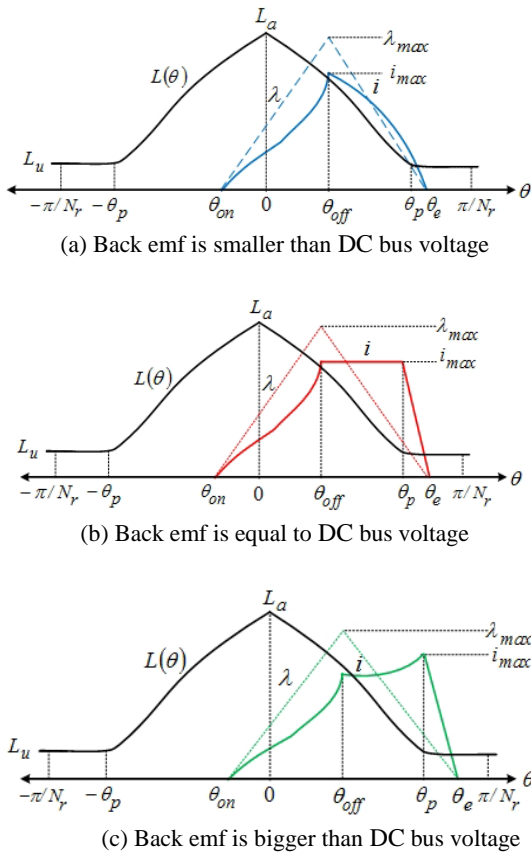 L_a
λ_max
i_max
L(θ)
λ
i
L_u
θ
−π/N_r −θ_p θ_on 0 θ_off θ_p θ_e π/N_r
(a) Back emf is smaller than DC bus voltage
L_a
λ_max
i
i_max
L(θ)
λ
L_u
θ
−π/N_r −θ_p θ_on 0 θ_off θ_p θ_e π/N_r
(b) Back emf is equal to DC bus voltage
L_a
λ_max
i_max
L(θ)
λ
i
L_u
θ
−π/N_r −θ_p θ_on 0 θ_off θ_p θ_e π/N_r
(c) Back emf is bigger than DC bus voltage